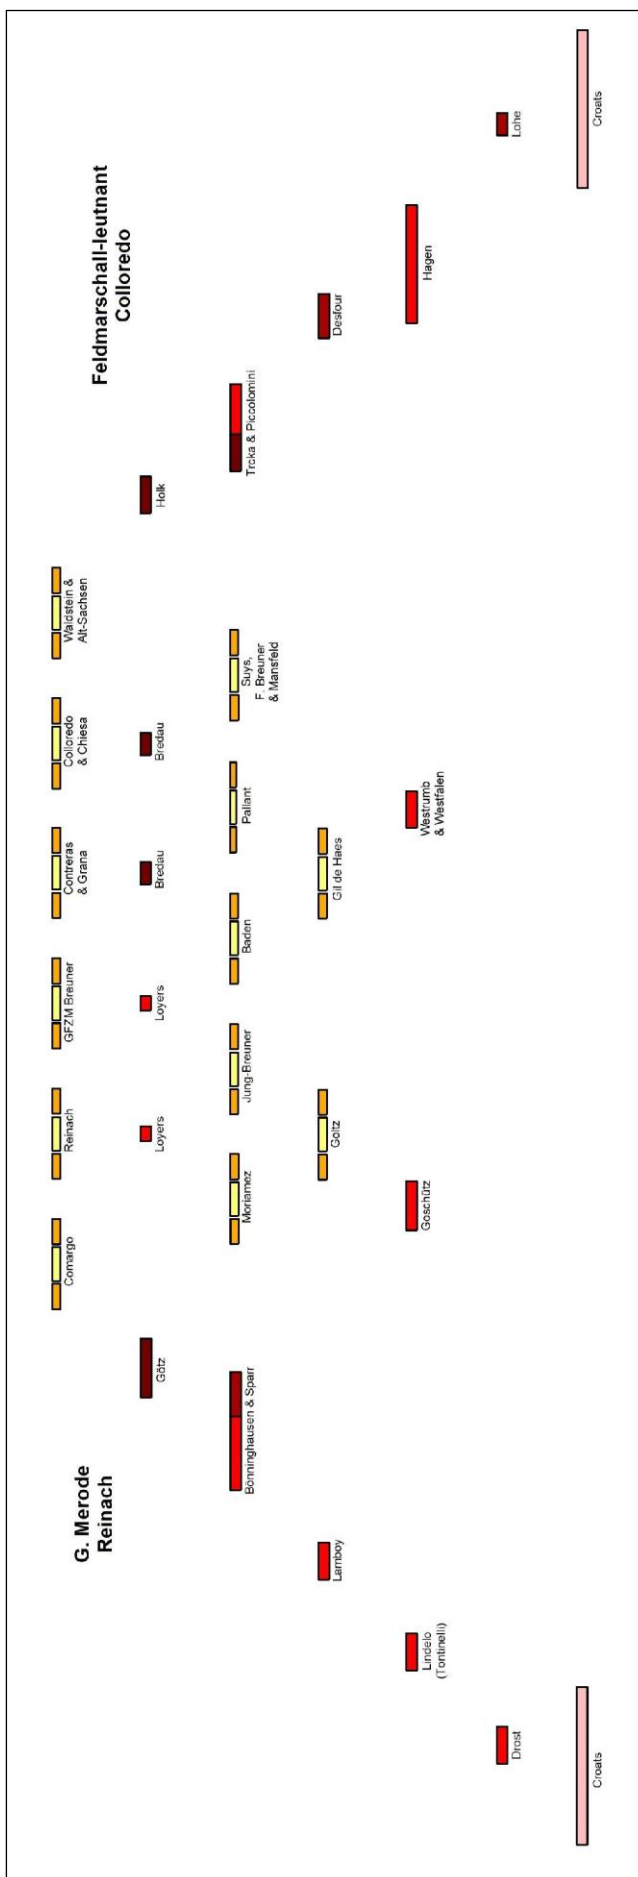 G. Merode
Reinach
Feldmarschall-leutnant
Colloredo
Comargo
Reinach
GFZM Breuner
Contreras
& Grana
Colloredo
& Chiesa
Waldstein &
Alt-Sachsen
Götz
Loyers
Loyers
Bredau
Bredau
Holk
Bönninghausen & Sparr
Moriamez
Jung-Breuner
Baden
Pallant
Suys,
F. Breuner
& Mansfeld
Trcka & Piccolomini
Lamboy
Goltz
Gil de Haes
Desfour
Lindelo
(Tontinelli)
Goschütz
Westrumb
& Westfalen
Hagen
Drost
Lohe
Croats
Croats